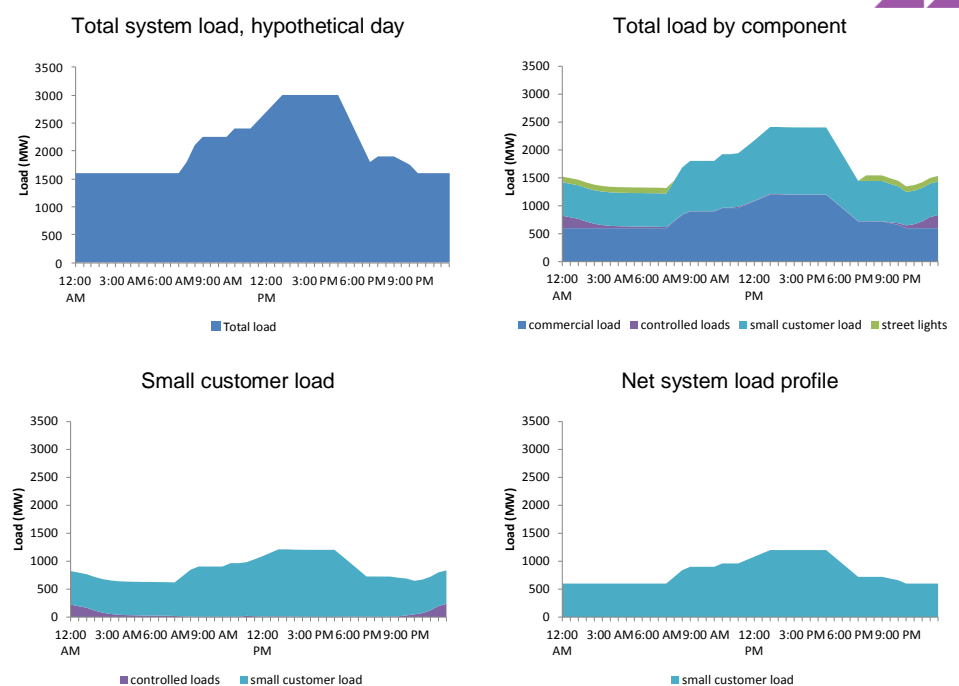 Total system load, hypothetical day
3500
3000
2500
2000
1500
1000
500
0
Load (MW)
12:00 AM 3:00 AM 6:00 AM 9:00 AM 12:00 PM 3:00 PM 6:00 PM 9:00 PM
Total load
Total load by component
3500
3000
2500
2000
1500
1000
500
0
Load (MW)
12:00 AM 3:00 AM 6:00 AM 9:00 AM 12:00 PM 3:00 PM 6:00 PM 9:00 PM
commercial load controlled loads small customer load street lights
Small customer load
3500
3000
2500
2000
1500
1000
500
0
Load (MW)
12:00 AM 3:00 AM 6:00 AM 9:00 AM 12:00 PM 3:00 PM 6:00 PM 9:00 PM
controlled loads small customer load
Net system load profile
3500
3000
2500
2000
1500
1000
500
0
Load (MW)
12:00 AM 3:00 AM 6:00 AM 9:00 AM 12:00 PM 3:00 PM 6:00 PM 9:00 PM
small customer load